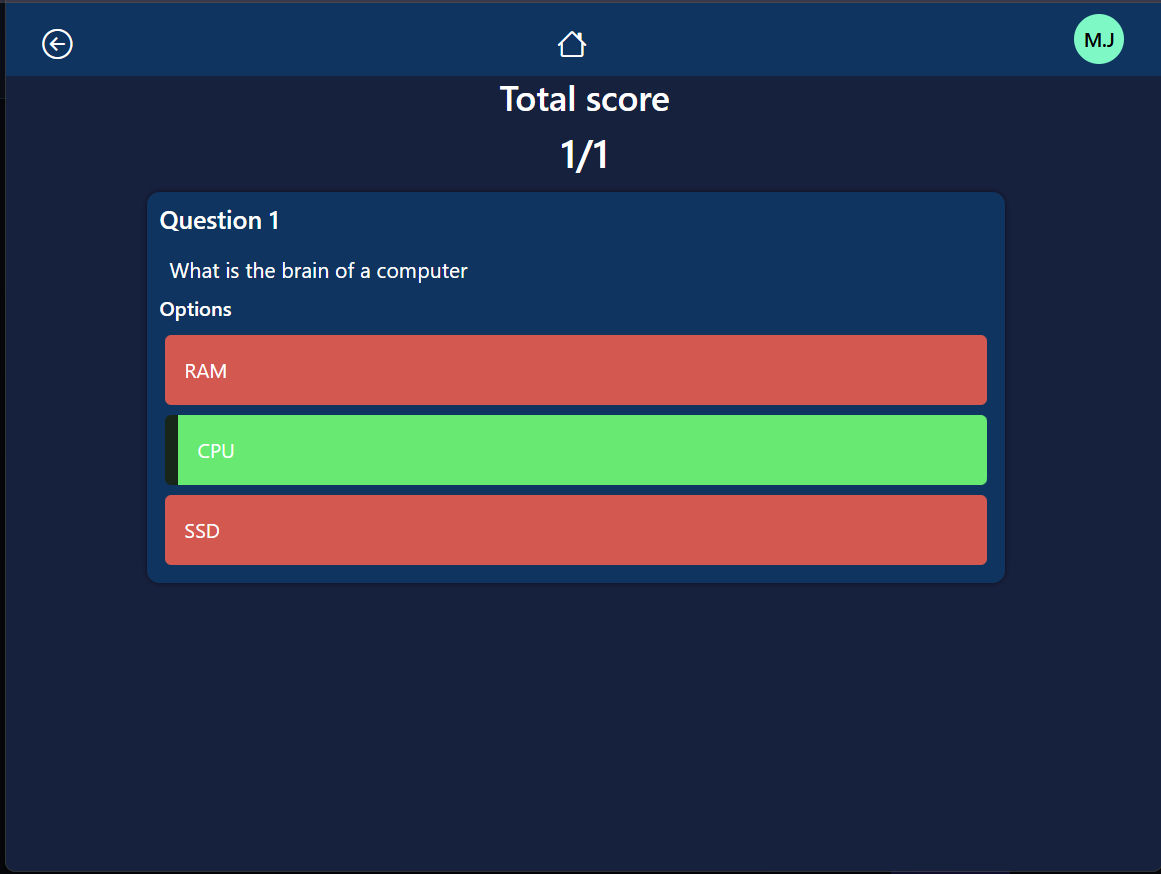 M.J
Total score
1/1
Question 1
What is the brain of a computer
Options
RAM
CPU
SSD